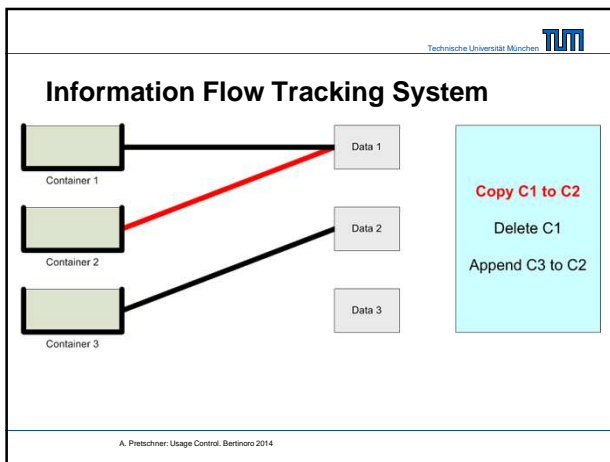 Technische Universität München
TUM
Information Flow Tracking System
Container 1
Data 1
Container 2
Data 2
Container 3
Data 3
Copy C1 to C2
Delete C1
Append C3 to C2
A. Pretschner: Usage Control. Bertinoro 2014